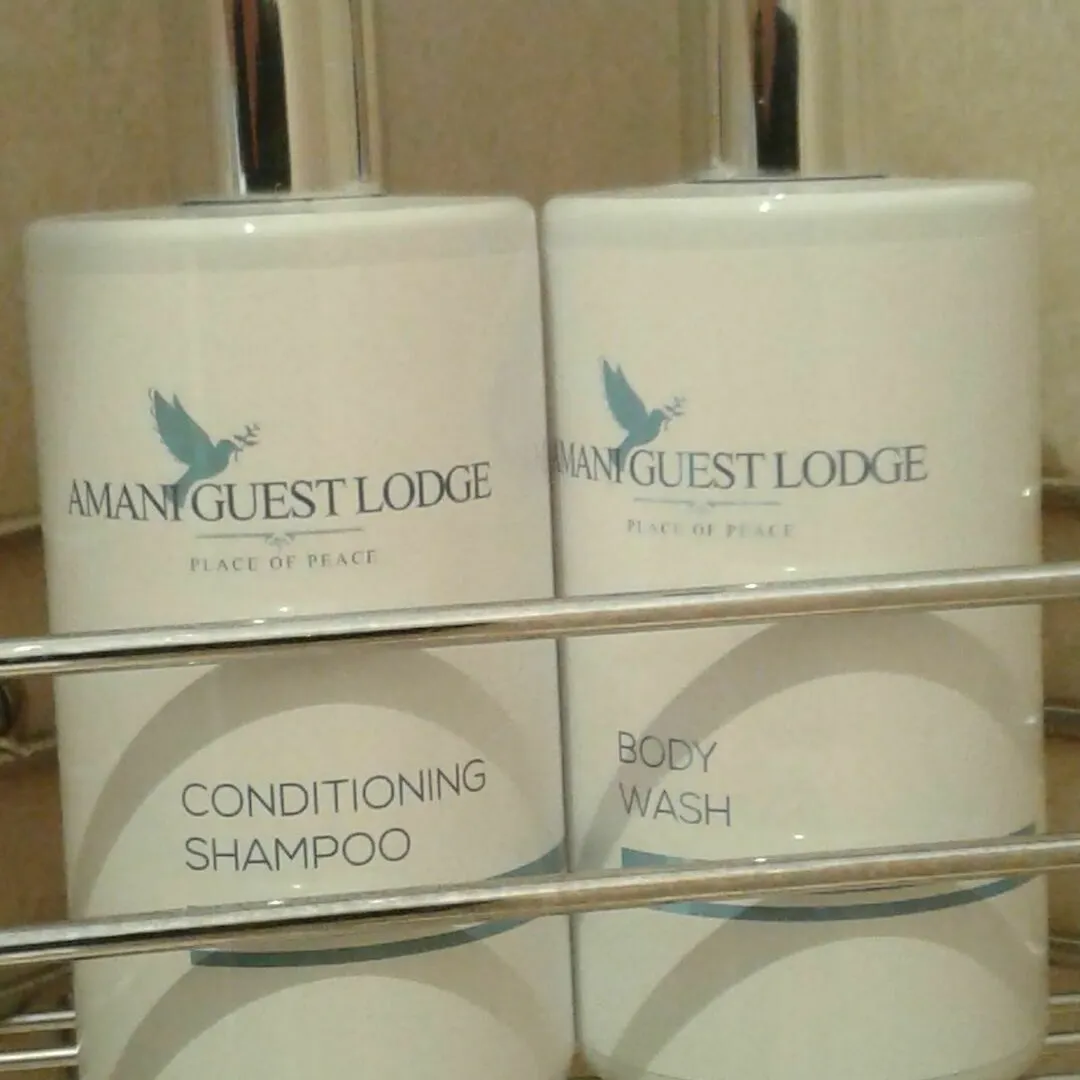 AMANI GUEST LODGE
PLACE OF PEACE
CONDITIONING
SHAMPOO
AMANI GUEST LODGE
PLACE OF PEACE
BODY
WASH